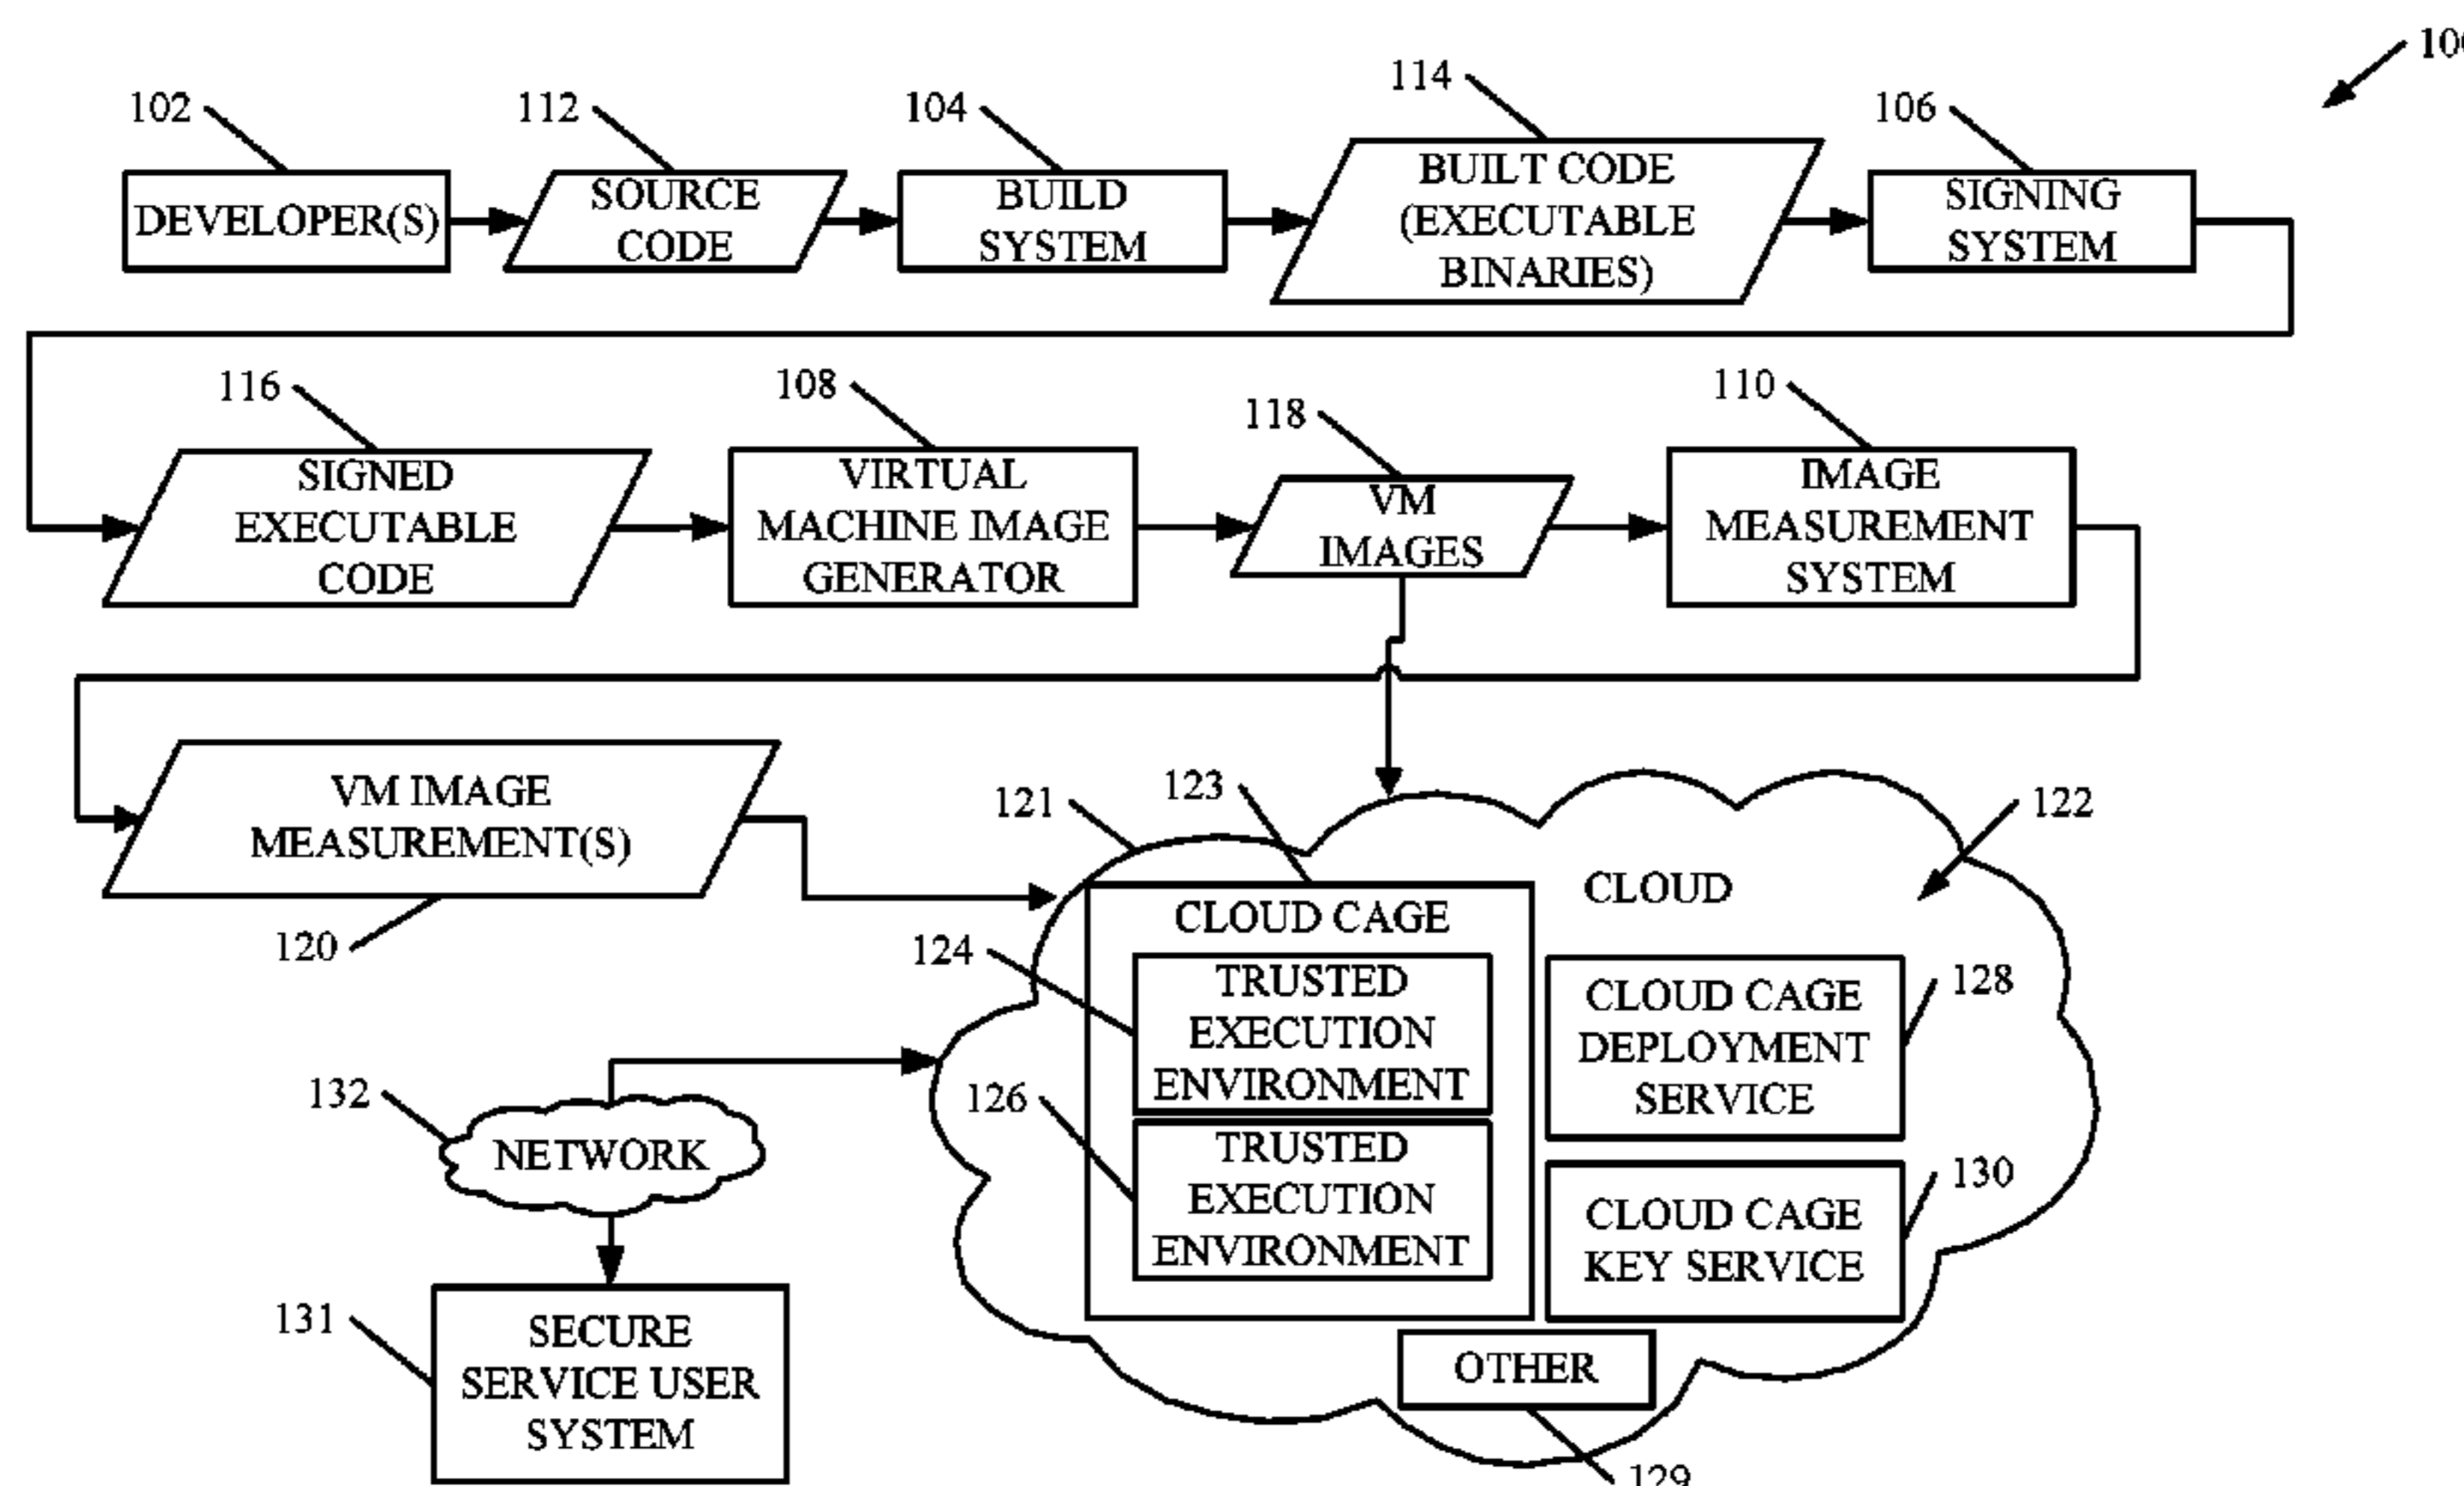 100
102
112
104
114
106
DEVELOPER(S)
SOURCE
CODE
BUILD
SYSTEM
BUILT CODE
(EXECUTABLE
BINARIES)
SIGNING
SYSTEM
116
108
118
110
SIGNED
EXECUTABLE
CODE
VIRTUAL
MACHINE IMAGE
GENERATOR
VM
IMAGES
IMAGE
MEASUREMENT
SYSTEM
VM IMAGE
MEASUREMENT(S)
120
121
123
122
CLOUD
CLOUD CAGE
124
TRUSTED
EXECUTION
ENVIRONMENT
126
TRUSTED
EXECUTION
ENVIRONMENT
CLOUD CAGE
DEPLOYMENT
SERVICE
128
CLOUD CAGE
KEY SERVICE
130
132
NETWORK
131
SECURE
SERVICE USER
SYSTEM
OTHER
129